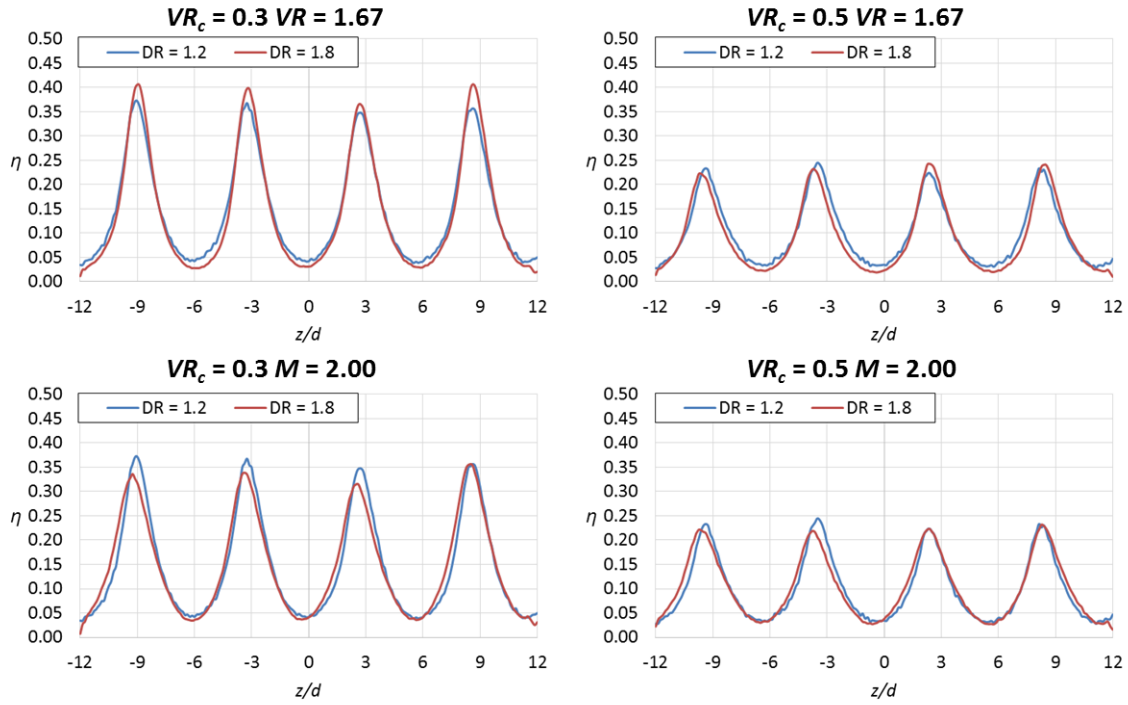 VRc = 0.3 VR = 1.67
DR = 1.2 DR = 1.8
0.50
0.45
0.40
0.35
0.30
η 0.25
0.20
0.15
0.10
0.05
0.00
-12 -9 -6 -3 0 3 6 9 12
z/d
VRc = 0.5 VR = 1.67
DR = 1.2 DR = 1.8
0.50
0.45
0.40
0.35
0.30
η 0.25
0.20
0.15
0.10
0.05
0.00
-12 -9 -6 -3 0 3 6 9 12
z/d
VRc = 0.3 M = 2.00
DR = 1.2 DR = 1.8
0.50
0.45
0.40
0.35
0.30
η 0.25
0.20
0.15
0.10
0.05
0.00
-12 -9 -6 -3 0 3 6 9 12
z/d
VRc = 0.5 M = 2.00
DR = 1.2 DR = 1.8
0.50
0.45
0.40
0.35
0.30
η 0.25
0.20
0.15
0.10
0.05
0.00
-12 -9 -6 -3 0 3 6 9 12
z/d